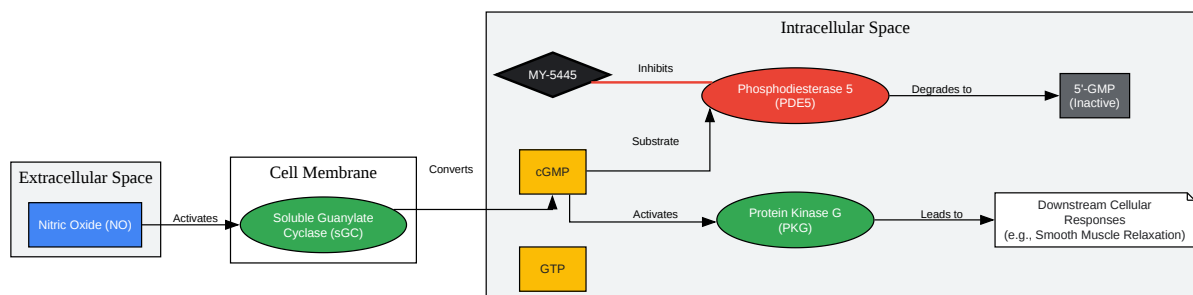 Intracellular Space
MY-5445
Inhibits
Phosphodiesterase 5
(PDE5)
Degrades to
5'-GMP
(Inactive)
Substrate
Extracellular Space
Cell Membrane
Converts
cGMP
Nitric Oxide (NO)
Activates
Soluble Guanylate
Cyclase (sGC)
Activates
Protein Kinase G
(PKG)
Leads to
Downstream Cellular
Responses
(e.g., Smooth Muscle Relaxation)
GTP